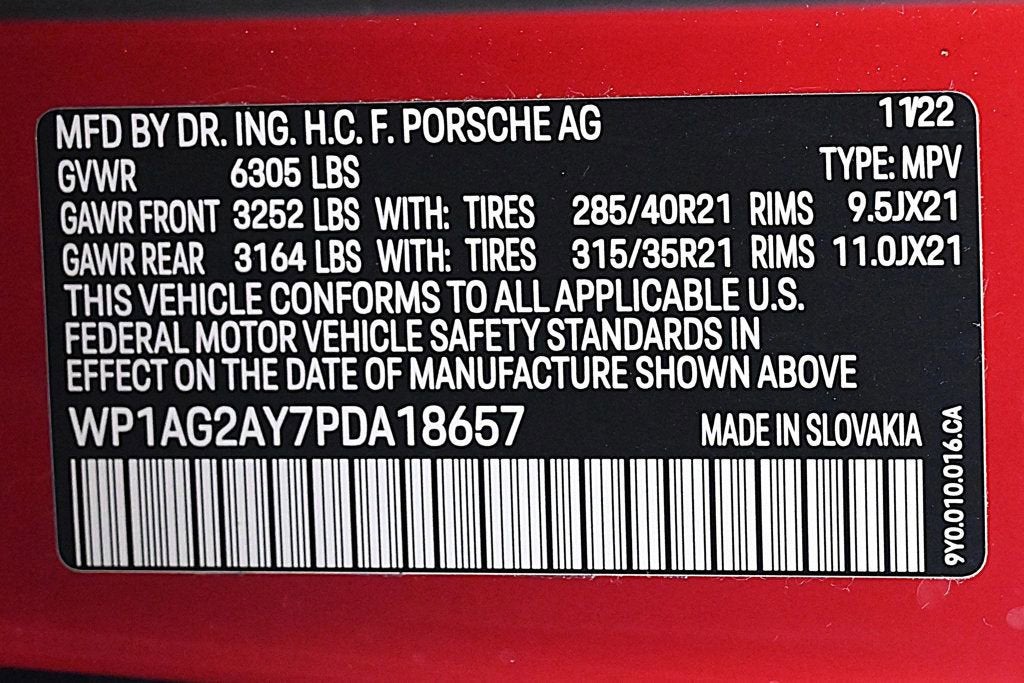 MFD BY DR. ING. H.C. F. PORSCHE AG 11/22
GVWR 6305 LBS TYPE: MPV
GAWR FRONT 3252 LBS WITH: TIRES 285/40R21 RIMS 9.5JX21
GAWR REAR 3164 LBS WITH: TIRES 315/35R21 RIMS 11.0JX21
THIS VEHICLE CONFORMS TO ALL APPLICABLE U.S.
FEDERAL MOTOR VEHICLE SAFETY STANDARDS IN
EFFECT ON THE DATE OF MANUFACTURE SHOWN ABOVE
WP1AG2AY7PDA18657 MADE IN SLOVAKIA
9Y0.010.016.CA